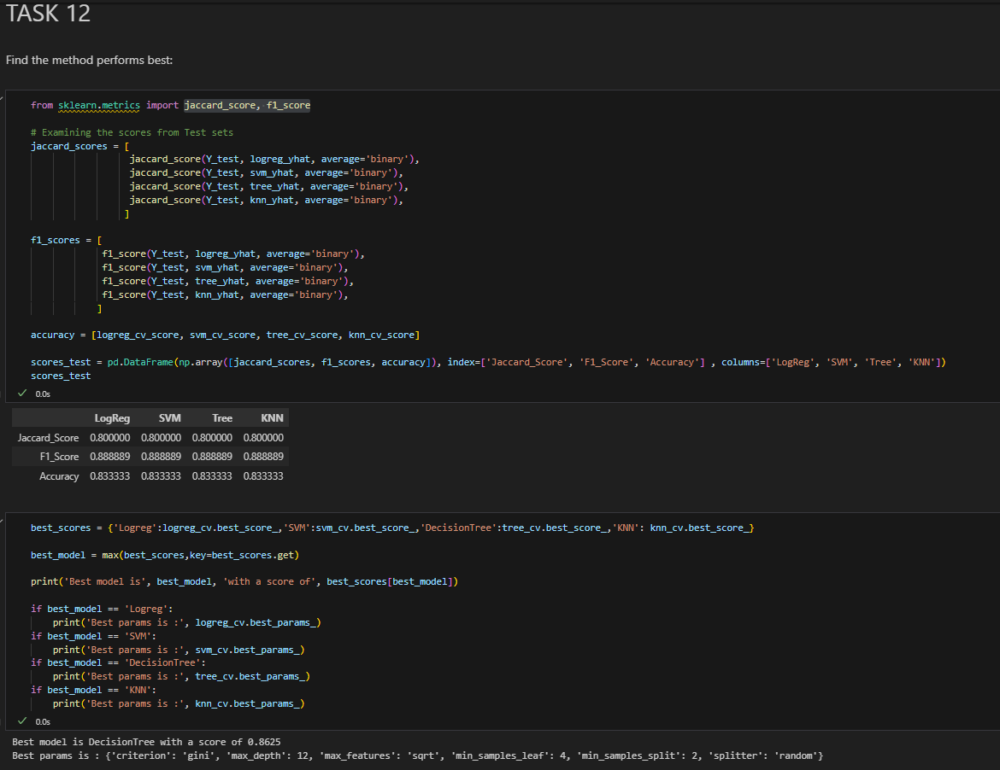 TASK 12
Find the method performs best:
from sklearn.metrics import jaccard_score, f1_score
# Examining the scores from Test sets
jaccard_scores = [
jaccard_score(Y_test, logreg_yhat, average='binary'),
jaccard_score(Y_test, svm_yhat, average='binary'),
jaccard_score(Y_test, tree_yhat, average='binary'),
jaccard_score(Y_test, knn_yhat, average='binary'),
]
f1_scores = [
f1_score(Y_test, logreg_yhat, average='binary'),
f1_score(Y_test, svm_yhat, average='binary'),
f1_score(Y_test, tree_yhat, average='binary'),
f1_score(Y_test, knn_yhat, average='binary'),
]
accuracy = [logreg_cv_score, svm_cv_score, tree_cv_score, knn_cv_score]
scores_test = pd.DataFrame(np.array([jaccard_scores, f1_scores, accuracy]), index=['Jaccard_Score', 'F1_Score', 'Accuracy'] , columns=['LogReg', 'SVM', 'Tree', 'KNN'])
scores_test
0.0s
LogReg SVM Tree KNN
Jaccard_Score 0.800000 0.800000 0.800000 0.800000
F1_Score 0.888889 0.888889 0.888889 0.888889
Accuracy 0.833333 0.833333 0.833333 0.833333
best_scores = {'Logreg':logreg_cv.best_score_,'SVM':svm_cv.best_score_,'DecisionTree':tree_cv.best_score_,'KNN': knn_cv.best_score_}
best_model = max(best_scores,key=best_scores.get)
print('Best model is', best_model, 'with a score of', best_scores[best_model])
if best_model == 'Logreg':
print('Best params is :', logreg_cv.best_params_)
if best_model == 'SVM':
print('Best params is :', svm_cv.best_params_)
if best_model == 'DecisionTree':
print('Best params is :', tree_cv.best_params_)
if best_model == 'KNN':
print('Best params is :', knn_cv.best_params_)
0.0s
Best model is DecisionTree with a score of 0.8625
Best params is : {'criterion': 'gini', 'max_depth': 12, 'max_features': 'sqrt', 'min_samples_leaf': 4, 'min_samples_split': 2, 'splitter': 'random'}